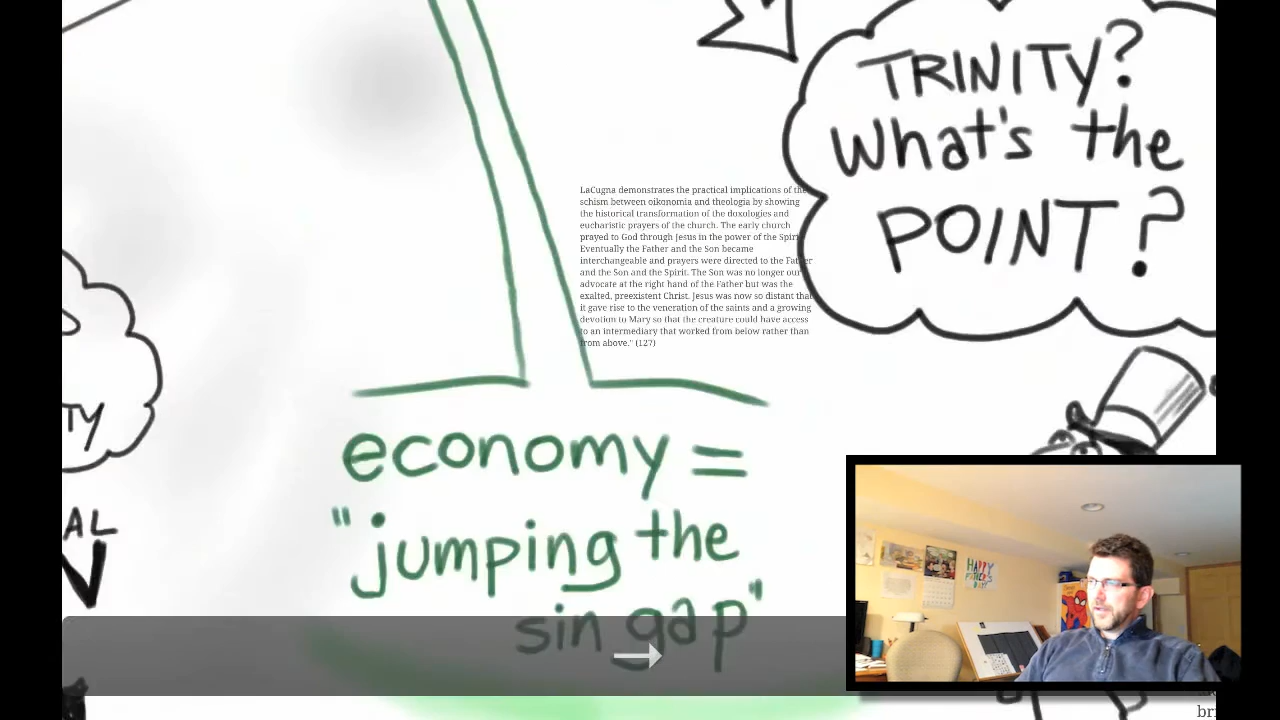 TRINITY?
What's the
POINT?
LaCugna demonstrates the practical implications of the
schism between oikonomia and theologia by showing
the historical transformation of the doxologies and
eucharistic prayers of the church. The early church
prayed to God through Jesus in the power of the Spirit
Eventually the Father and the Son became
interchangeable and prayers were directed to the Father
and the Son and the Spirit. The Son was no longer our
advocate at the right hand of the Father but was the
exalted, preexistent Christ. Jesus was now so distant that
it gave rise to the veneration of the saints and a growing
devotion to Mary so that the creature could have access
to an intermediary that worked from below rather than
from above." (127)
TY
AL
economy =
"jumping the
sin gap"
HAPPY
FATHER'S
DAY
bri